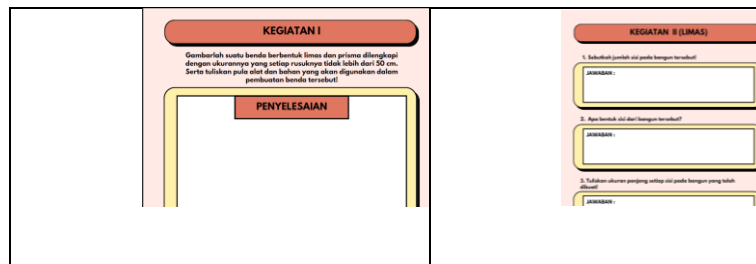 KEGIATAN I
Gambarlah suatu benda berbentuk limas dan prisma dilengkapi
dengan ukurannya yang setiap rusuknya tidak lebih dari 50 cm.
Serta tuliskan pula alat dan bahan yang akan digunakan dalam
pembuatan benda tersebut!
PENYELESAIAN
KEGIATAN II (LIMAS)
1. Sebutkan jumlah sisi pada bangun tersebut!
JAWABAN :
2. Apa bentuk sisi dari bangun tersebut?
JAWABAN :
3. Tuliskan ukuran panjang setiap sisi pada bangun yang telah
dibuat!
JAWABAN :